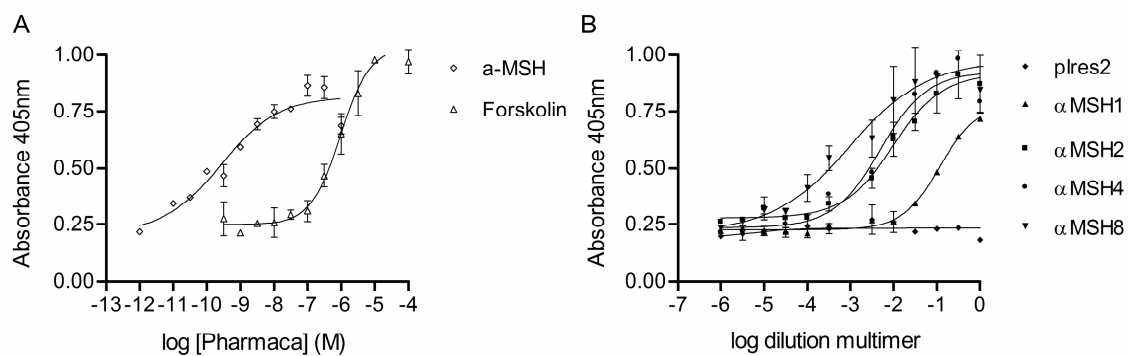 A
Absorbance 405nm
1.00
0.75
0.50
0.25
0.00
-13 -12 -11 -10 -9 -8 -7 -6 -5 -4
log [Pharmaca] (M)
a-MSH
Forskolin
B
Absorbance 405nm
1.00
0.75
0.50
0.25
0.00
-7 -6 -5 -4 -3 -2 -1 0
log dilution multimer
pIres2
αMSH1
αMSH2
αMSH4
αMSH8